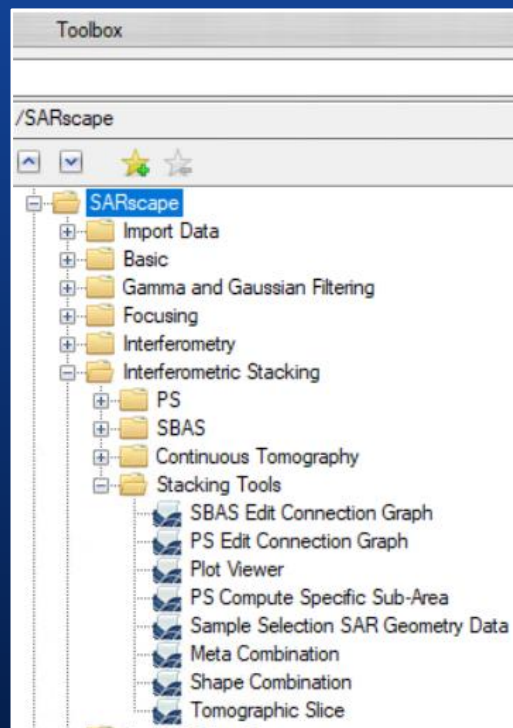 Toolbox
/SARscape
SARscape
Import Data
Basic
Gamma and Gaussian Filtering
Focusing
Interferometry
Interferometric Stacking
PS
SBAS
Continuous Tomography
Stacking Tools
SBAS Edit Connection Graph
PS Edit Connection Graph
Plot Viewer
PS Compute Specific Sub-Area
Sample Selection SAR Geometry Data
Meta Combination
Shape Combination
Tomographic Slice